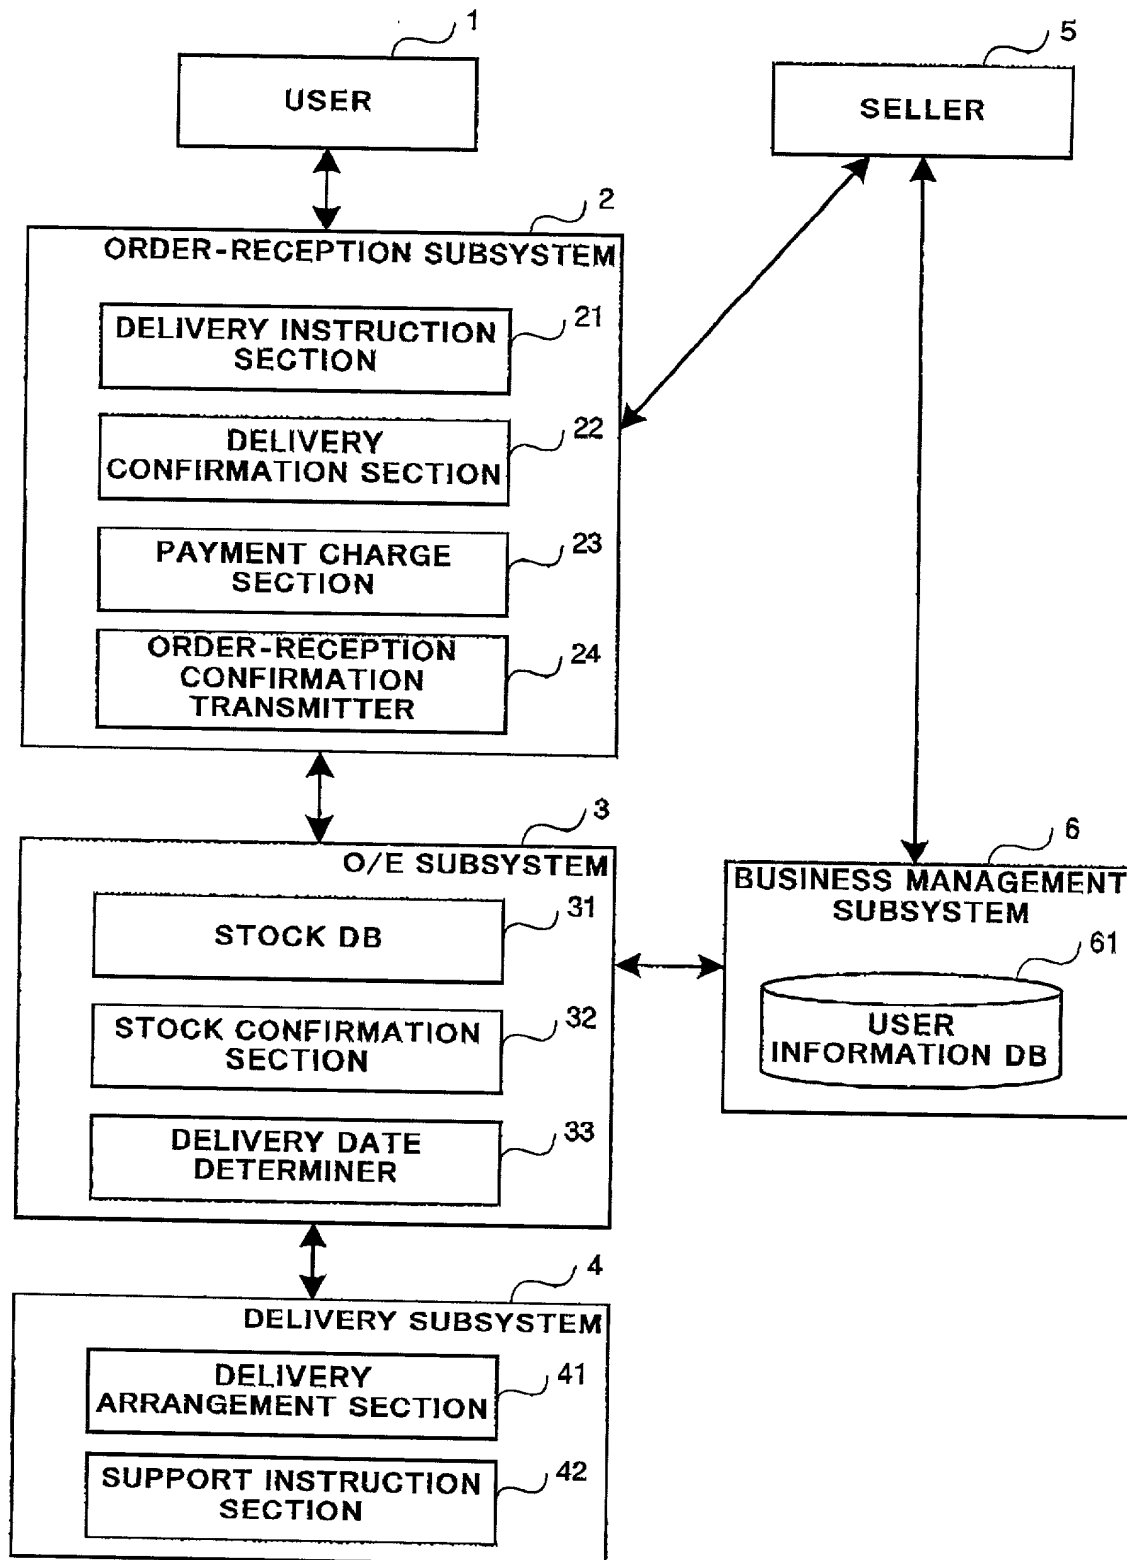 1
USER
5
SELLER
2
ORDER-RECEPTION SUBSYSTEM
21
DELIVERY INSTRUCTION
SECTION
22
DELIVERY
CONFIRMATION SECTION
23
PAYMENT CHARGE
SECTION
24
ORDER-RECEPTION
CONFIRMATION
TRANSMITTER
3
O/E SUBSYSTEM
31
STOCK DB
32
STOCK CONFIRMATION
SECTION
33
DELIVERY DATE
DETERMINER
6
BUSINESS MANAGEMENT
SUBSYSTEM
61
USER
INFORMATION DB
4
DELIVERY SUBSYSTEM
41
DELIVERY
ARRANGEMENT SECTION
42
SUPPORT INSTRUCTION
SECTION